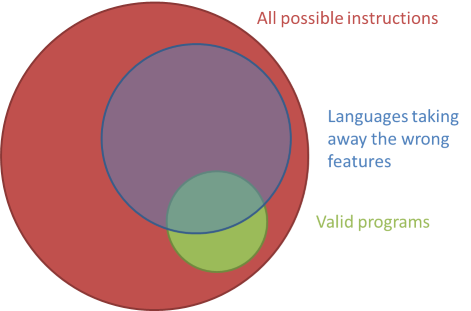 All possible instructions
Languages taking
away the wrong
features
Valid programs